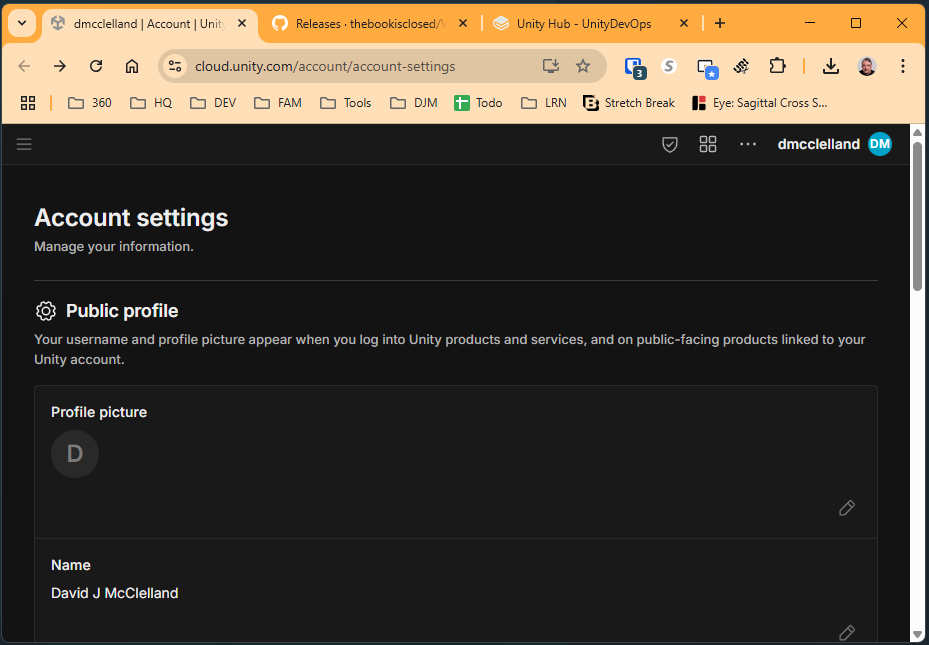 dmcclelland | Account | Unity
Releases · thebookisclosed/
Unity Hub - UnityDevOps
cloud.unity.com/account/account-settings
3
S
360
HQ
DEV
FAM
Tools
DJM
Todo
LRN
B
Stretch Break
Eye: Sagittal Cross S...
dmcclelland
DM
Account settings
Manage your information.
Public profile
Your username and profile picture appear when you log into Unity products and services, and on public-facing products linked to your
Unity account.
Profile picture
D
Name
David J McClelland